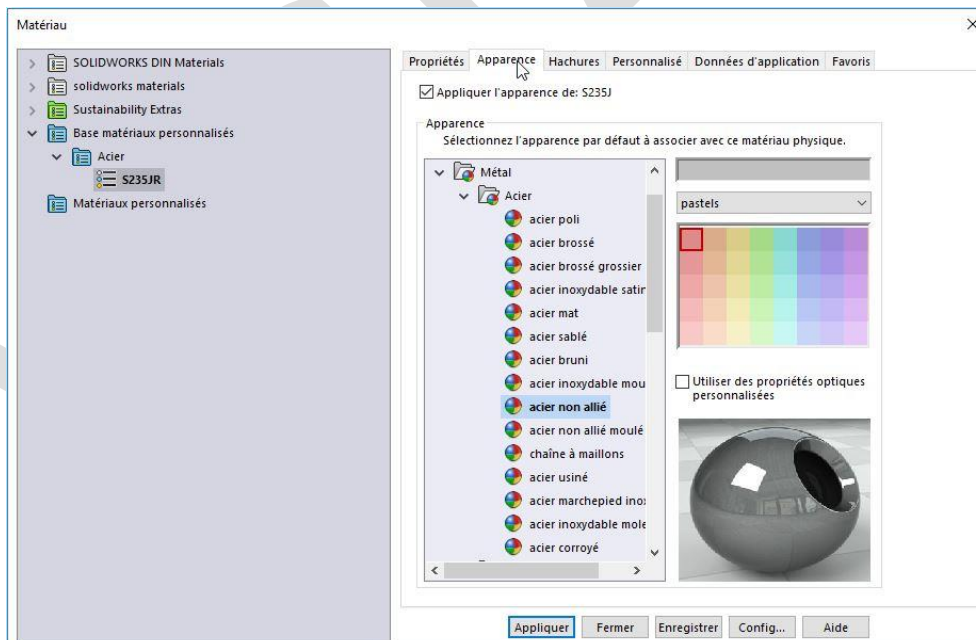 Matériau
SOLIDWORKS DIN Materials
solidworks materials
Sustainability Extras
Base matériaux personnalisés
Acier
S235JR
Matériaux personnalisés
Propriétés Apparence Hachures Personnalisé Données d'application Favoris
Appliquer l'apparence de: S235J
Apparence
Sélectionnez l'apparence par défaut à associer avec ce matériau physique.
Métal
Acier
acier poli
acier brossé
acier brossé grossier
acier inoxydable satir
acier mat
acier sablé
acier bruni
acier inoxydable mou
acier non allié
acier non allié moulé
chaîne à maillons
acier usiné
acier marchepied ino
acier inoxydable mole
acier corroyé
pastels
Utiliser des propriétés optiques
personnalisées
Appliquer Fermer Enregistrer Config... Aide